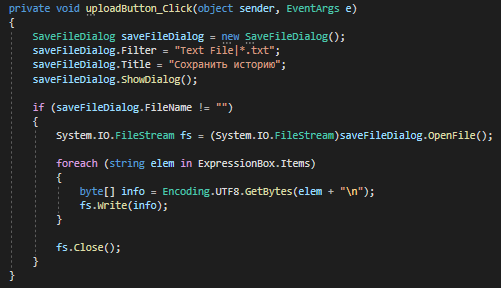 private void uploadButton_Click(object sender, EventArgs e)
{
SaveFileDialog saveFileDialog = new SaveFileDialog();
saveFileDialog.Filter = "Text File|*.txt";
saveFileDialog.Title = "Сохранить историю";
saveFileDialog.ShowDialog();
if (saveFileDialog.FileName != "")
{
System.IO.FileStream fs = (System.IO.FileStream)saveFileDialog.OpenFile();
foreach (string elem in ExpressionBox.Items)
{
byte[] info = Encoding.UTF8.GetBytes(elem + "\n");
fs.Write(info);
}
fs.Close();
}
}